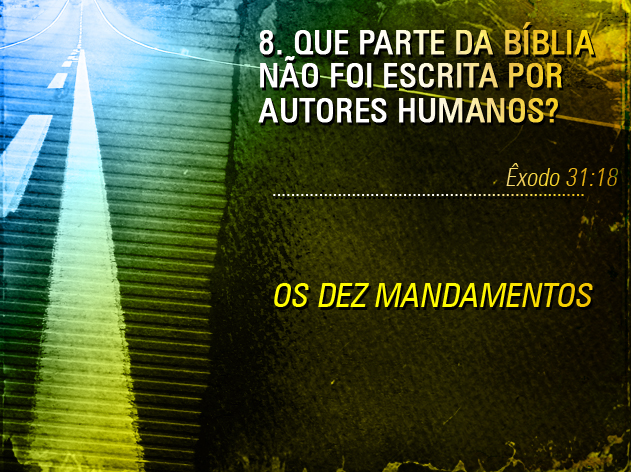 8. QUE PARTE DA BÍBLIA
NÃO FOI ESCRITA POR
AUTORES HUMANOS?
Êxodo 31:18
OS DEZ MANDAMENTOS